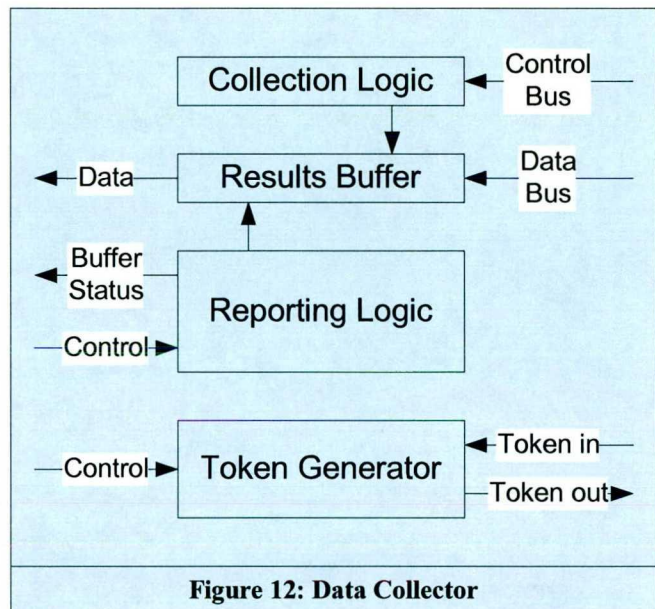 Collection Logic
Control
Bus
Data
Results Buffer
Data
Bus
Buffer
Status
Reporting Logic
Control
Control
Token Generator
Token in
Token out
Figure 12: Data Collector